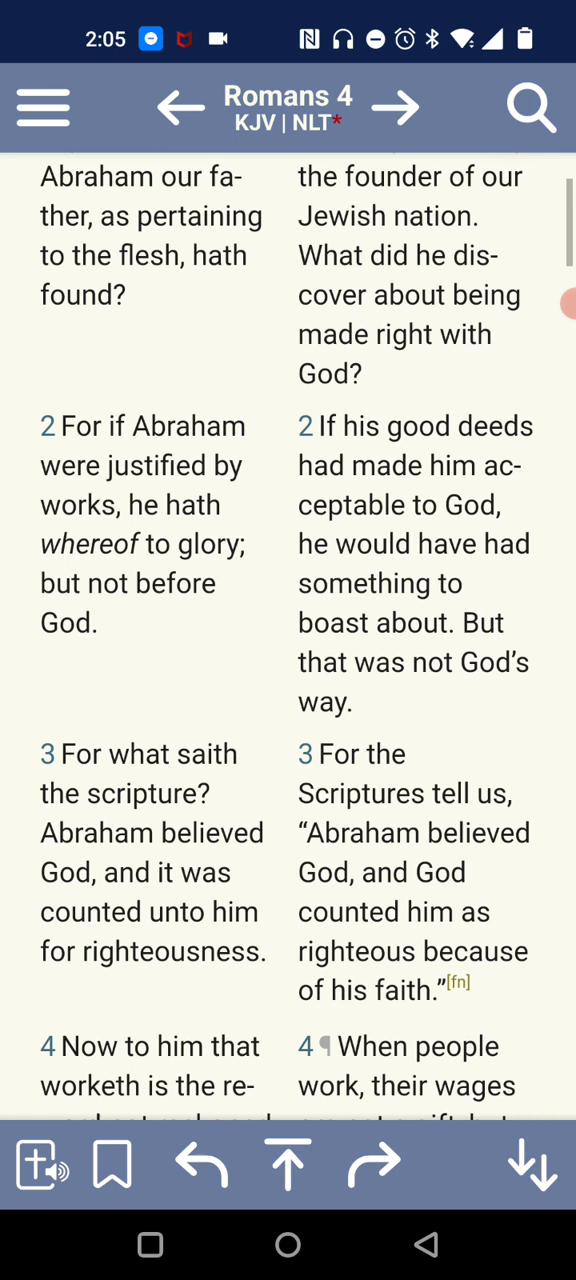 2:05
Romans 4
KJV | NLT*
Abraham our fa-
ther, as pertaining
to the flesh, hath
found?
2 For if Abraham
were justified by
works, he hath
whereof to glory;
but not before
God.
3 For what saith
the scripture?
Abraham believed
God, and it was
counted unto him
for righteousness.
4 Now to him that
worketh is the re-
the founder of our
Jewish nation.
What did he dis-
cover about being
made right with
God?
2 If his good deeds
had made him ac-
ceptable to God,
he would have had
something to
boast about. But
that was not God’s
way.
3 For the
Scriptures tell us,
“Abraham believed
God, and God
counted him as
righteous because
of his faith.”[fn]
4 ¶ When people
work, their wages